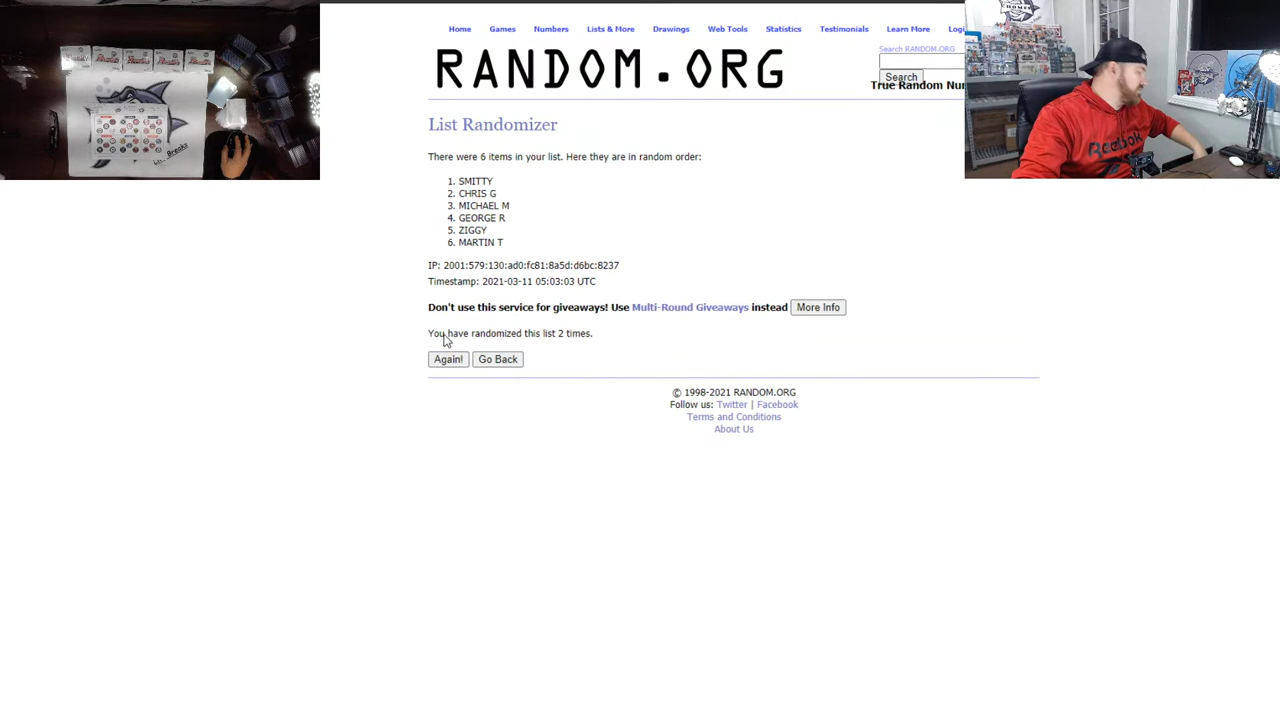 Home Games Numbers Lists & More Drawings Web Tools Statistics Testimonials Learn More Logi
RANDOM.ORG
Search RANDOM.ORG
Search
True Random Nu
List Randomizer
There were 6 items in your list. Here they are in random order:
1. SMITTY
2. CHRIS G
3. MICHAEL M
4. GEORGE R
5. ZIGGY
6. MARTIN T
IP: 2001:579:130:ad0:fc81:8a5d:d6bc:8237
Timestamp: 2021-03-11 05:03:03 UTC
Don't use this service for giveaways! Use Multi-Round Giveaways instead More Info
You have randomized this list 2 times.
Again! Go Back
© 1998-2021 RANDOM.ORG
Follow us: Twitter | Facebook
Terms and Conditions
About Us
Reebok
Breaks